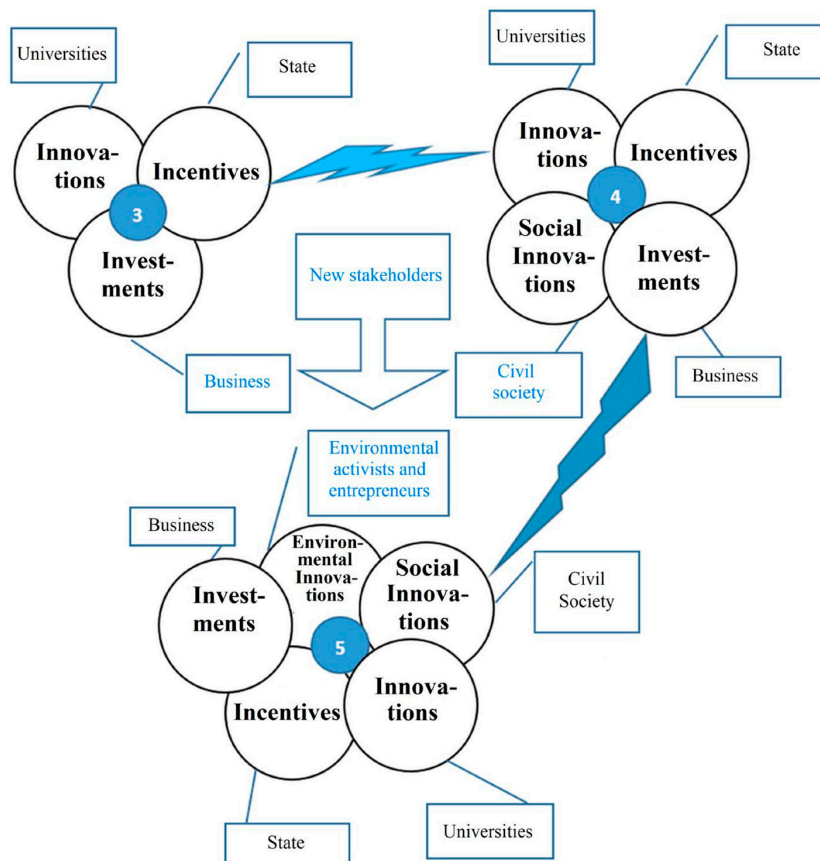 Universities
State
Innova-
tions
Incentives
3
Invest-
ments
Business
Universities
State
Innova-
tions
Incentives
4
Social
Innova-
tions
Invest-
ments
Civil
society
Business
New stakeholders
Environmental
activists and
entrepreneurs
Business
Environ-
mental
Innova-
tions
Social
Innova-
tions
Invest-
ments
5
Civil
Society
Incentives
Innova-
tions
State
Universities